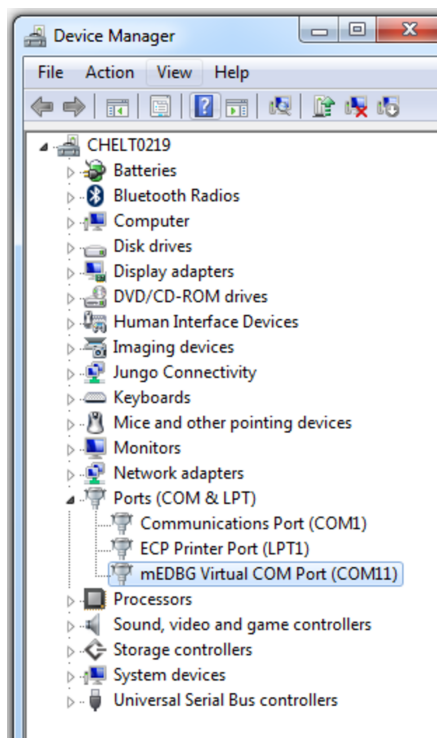 Device Manager
File Action View Help
CHELT0219
Batteries
Bluetooth Radios
Computer
Disk drives
Display adapters
DVD/CD-ROM drives
Human Interface Devices
Imaging devices
Jungo Connectivity
Keyboards
Mice and other pointing devices
Monitors
Network adapters
Ports (COM & LPT)
Communications Port (COM1)
ECP Printer Port (LPT1)
mEDBG Virtual COM Port (COM11)
Processors
Sound, video and game controllers
Storage controllers
System devices
Universal Serial Bus controllers